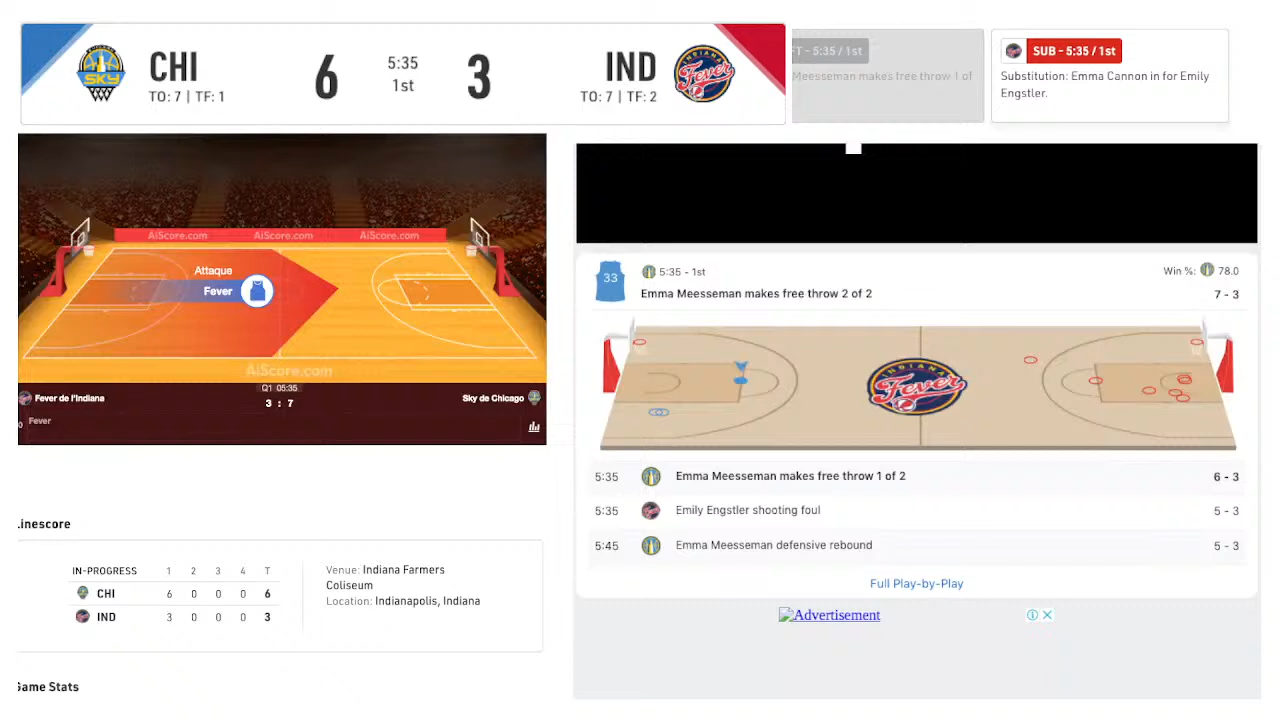 CHI
TO: 7 | TF: 1
6
5:35
1st
3
IND
TO: 7 | TF: 2
SKY
INDIANA
Fever
FT - 5:35 / 1st
Meesseman makes free throw 1 of
SUB - 5:35 / 1st
Substitution: Emma Cannon in for Emily
Engstler.
AiScore.com AiScore.com AiScore.com
Attaque
Fever
AiScore.com
Q1 05:35
Fever de l'Indiana
3 : 7
Sky de Chicago
0 Fever
33
5:35 - 1st
Win %: 78.0
Emma Meesseman makes free throw 2 of 2
7 - 3
INDIANA
Fever
5:35 Emma Meesseman makes free throw 1 of 2 6 - 3
5:35 Emily Engstler shooting foul 5 - 3
5:45 Emma Meesseman defensive rebound 5 - 3
Full Play-by-Play
Advertisement
Linescore
IN-PROGRESS 1 2 3 4 T
CHI 6 0 0 0 6
IND 3 0 0 0 3
Venue: Indiana Farmers
Coliseum
Location: Indianapolis, Indiana
Game Stats